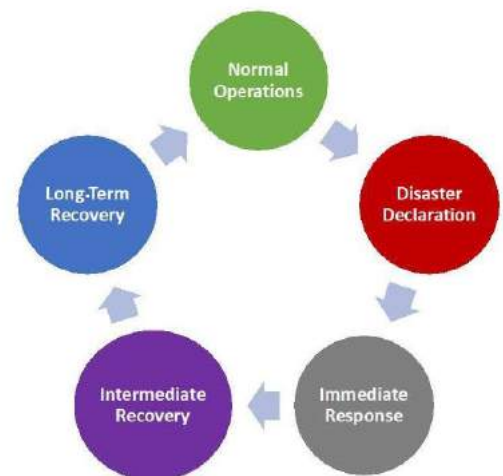 Normal
Operations
Disaster
Declaration
Immediate
Response
Intermediate
Recovery
Long-Term
Recovery